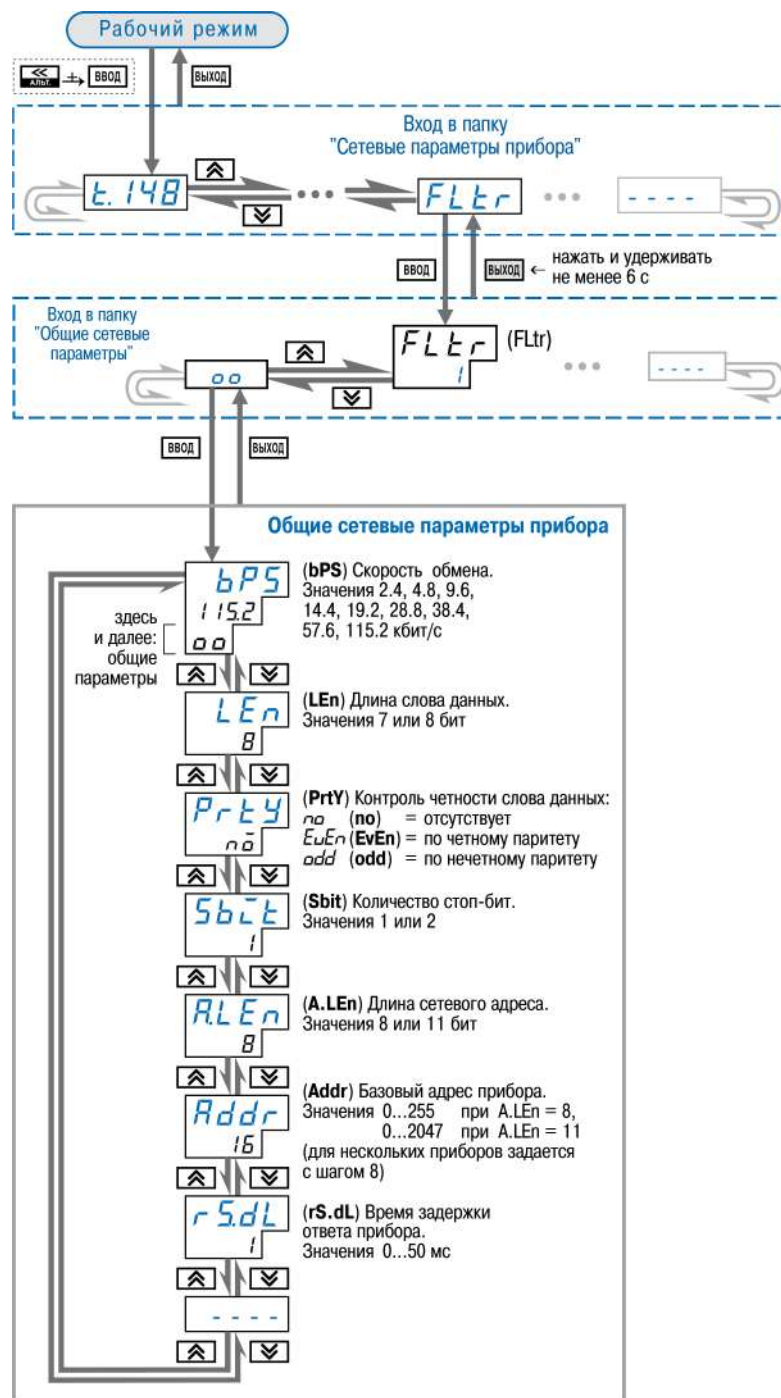 Рабочий режим
<<
АЛЬТ. + ВВОД
ВЫХОД
Вход в папку
"Сетевые параметры прибора"
t.148
•••
FLtr
•••
- - - -
ВВОД
ВЫХОД ← нажать и удерживать
не менее 6 с
Вход в папку
"Общие сетевые
параметры"
oo
FLtr (FLtr)
1
•••
- - - -
ВВОД
ВЫХОД
Общие сетевые параметры прибора
bPS
115.2
oo
здесь
и далее:
общие
параметры
(bPS) Скорость обмена.
Значения 2.4, 4.8, 9.6,
14.4, 19.2, 28.8, 38.4,
57.6, 115.2 кбит/с
LEn
8
(LEn) Длина слова данных.
Значения 7 или 8 бит
PrtY
no
(PrtY) Контроль четности слова данных:
no (no) = отсутствует
EvEn (EvEn) = по четному паритету
odd (odd) = по нечетному паритету
Sbit
1
(Sbit) Количество стоп-бит.
Значения 1 или 2
A.LEn
8
(A.LEn) Длина сетевого адреса.
Значения 8 или 11 бит
Addr
16
(Addr) Базовый адрес прибора.
Значения 0...255 при A.LEn = 8,
0...2047 при A.LEn = 11
(для нескольких приборов задается
с шагом 8)
rS.dL
1
(rS.dL) Время задержки
ответа прибора.
Значения 0...50 мс
- - - -